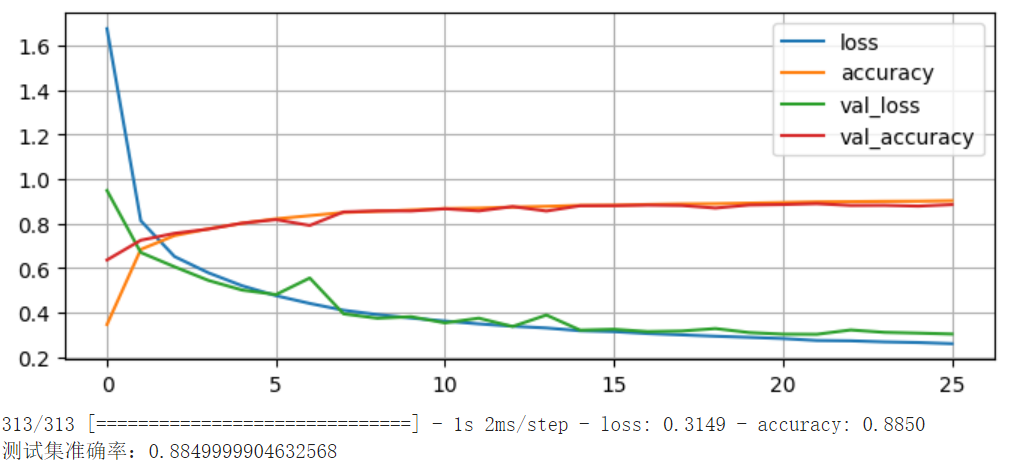 1.6
1.4
1.2
1.0
0.8
0.6
0.4
0.2
loss
accuracy
val_loss
val_accuracy
0 5 10 15 20 25
313/313 [==============================] - 1s 2ms/step - loss: 0.3149 - accuracy: 0.8850
测试集准确率：0.8849999904632568